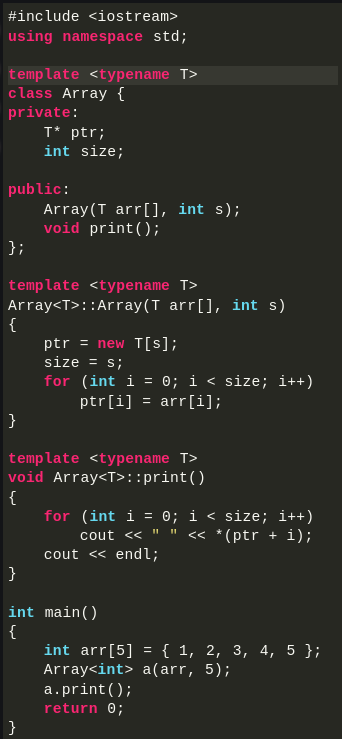 #include <iostream>
using namespace std;

template <typename T>
class Array {
private:
    T* ptr;
    int size;

public:
    Array(T arr[], int s);
    void print();
};

template <typename T>
Array<T>::Array(T arr[], int s)
{
    ptr = new T[s];
    size = s;
    for (int i = 0; i < size; i++)
        ptr[i] = arr[i];
}

template <typename T>
void Array<T>::print()
{
    for (int i = 0; i < size; i++)
        cout << " " << *(ptr + i);
    cout << endl;
}

int main()
{
    int arr[5] = { 1, 2, 3, 4, 5 };
    Array<int> a(arr, 5);
    a.print();
    return 0;
}